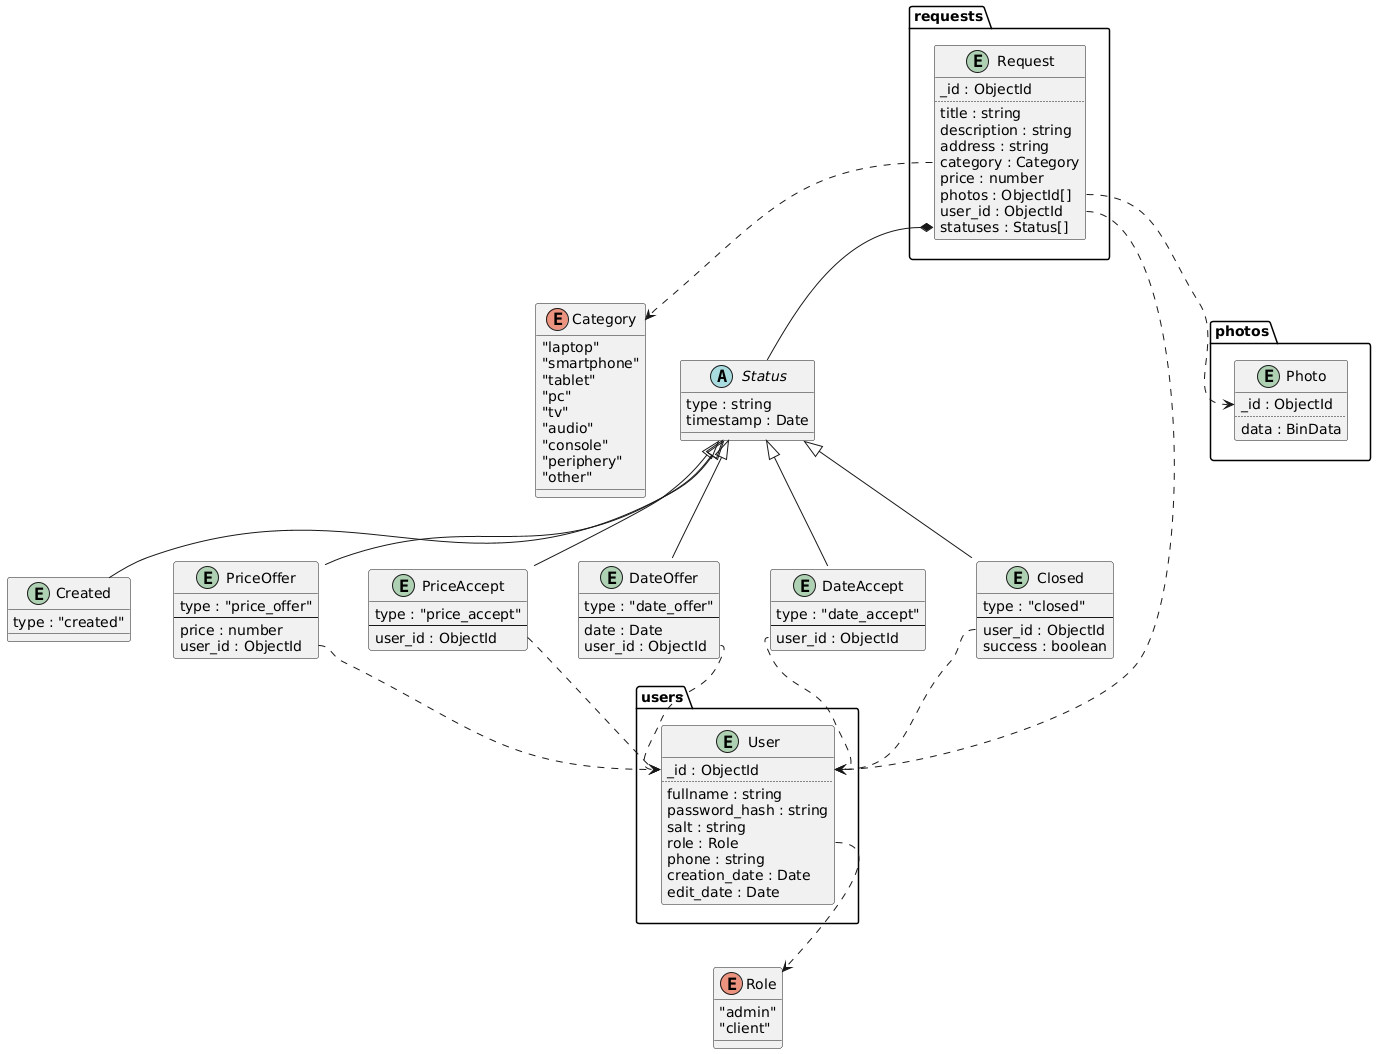 requests
E Request
_id : ObjectId
title : string
description : string
address : string
category : Category
price : number
photos : ObjectId[]
user_id : ObjectId
statuses : Status[]
E Category
"laptop"
"smartphone"
"tablet"
"pc"
"tv"
"audio"
"console"
"periphery"
"other"
A Status
type : string
timestamp : Date
photos
E Photo
_id : ObjectId
data : BinData
E Created
type : "created"
E PriceOffer
type : "price_offer"
price : number
user_id : ObjectId
E PriceAccept
type : "price_accept"
user_id : ObjectId
E DateOffer
type : "date_offer"
date : Date
user_id : ObjectId
E DateAccept
type : "date_accept"
user_id : ObjectId
E Closed
type : "closed"
user_id : ObjectId
success : boolean
users
E User
_id : ObjectId
fullname : string
password_hash : string
salt : string
role : Role
phone : string
creation_date : Date
edit_date : Date
E Role
"admin"
"client"